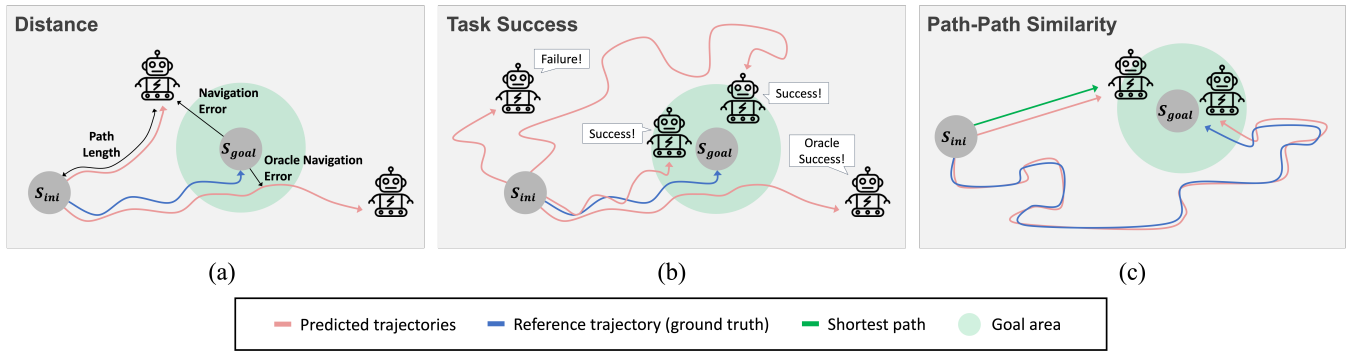 Distance
Navigation
Error
Path
Length
S_goal
Oracle Navigation
Error
S_ini
(a)
Task Success
Failure!
Success!
Success!
S_goal
Oracle
Success!
S_ini
(b)
Path-Path Similarity
S_goal
S_ini
(c)
Predicted trajectories
Reference trajectory (ground truth)
Shortest path
Goal area